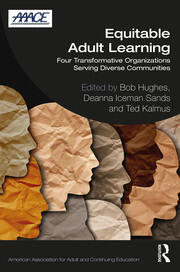 AAACE
Equitable
Adult Learning
Four Transformative Organizations
Serving Diverse Communities
Edited by Bob Hughes,
Deanna Iceman Sands
and Ted Kalmus
American Association for Adult and Continuing Education
R
Routledge